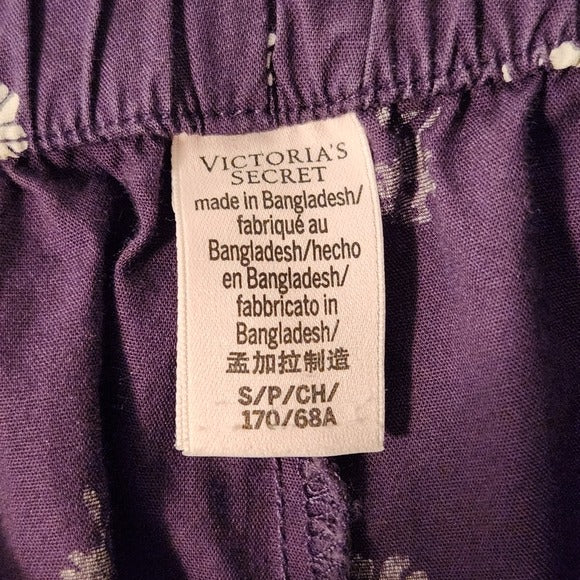 VICTORIA'S
SECRET
made in Bangladesh/
fabriqué au
Bangladesh/hecho
en Bangladesh/
fabbricato in
Bangladesh/
孟加拉制造
S/P/CH/
170/68A